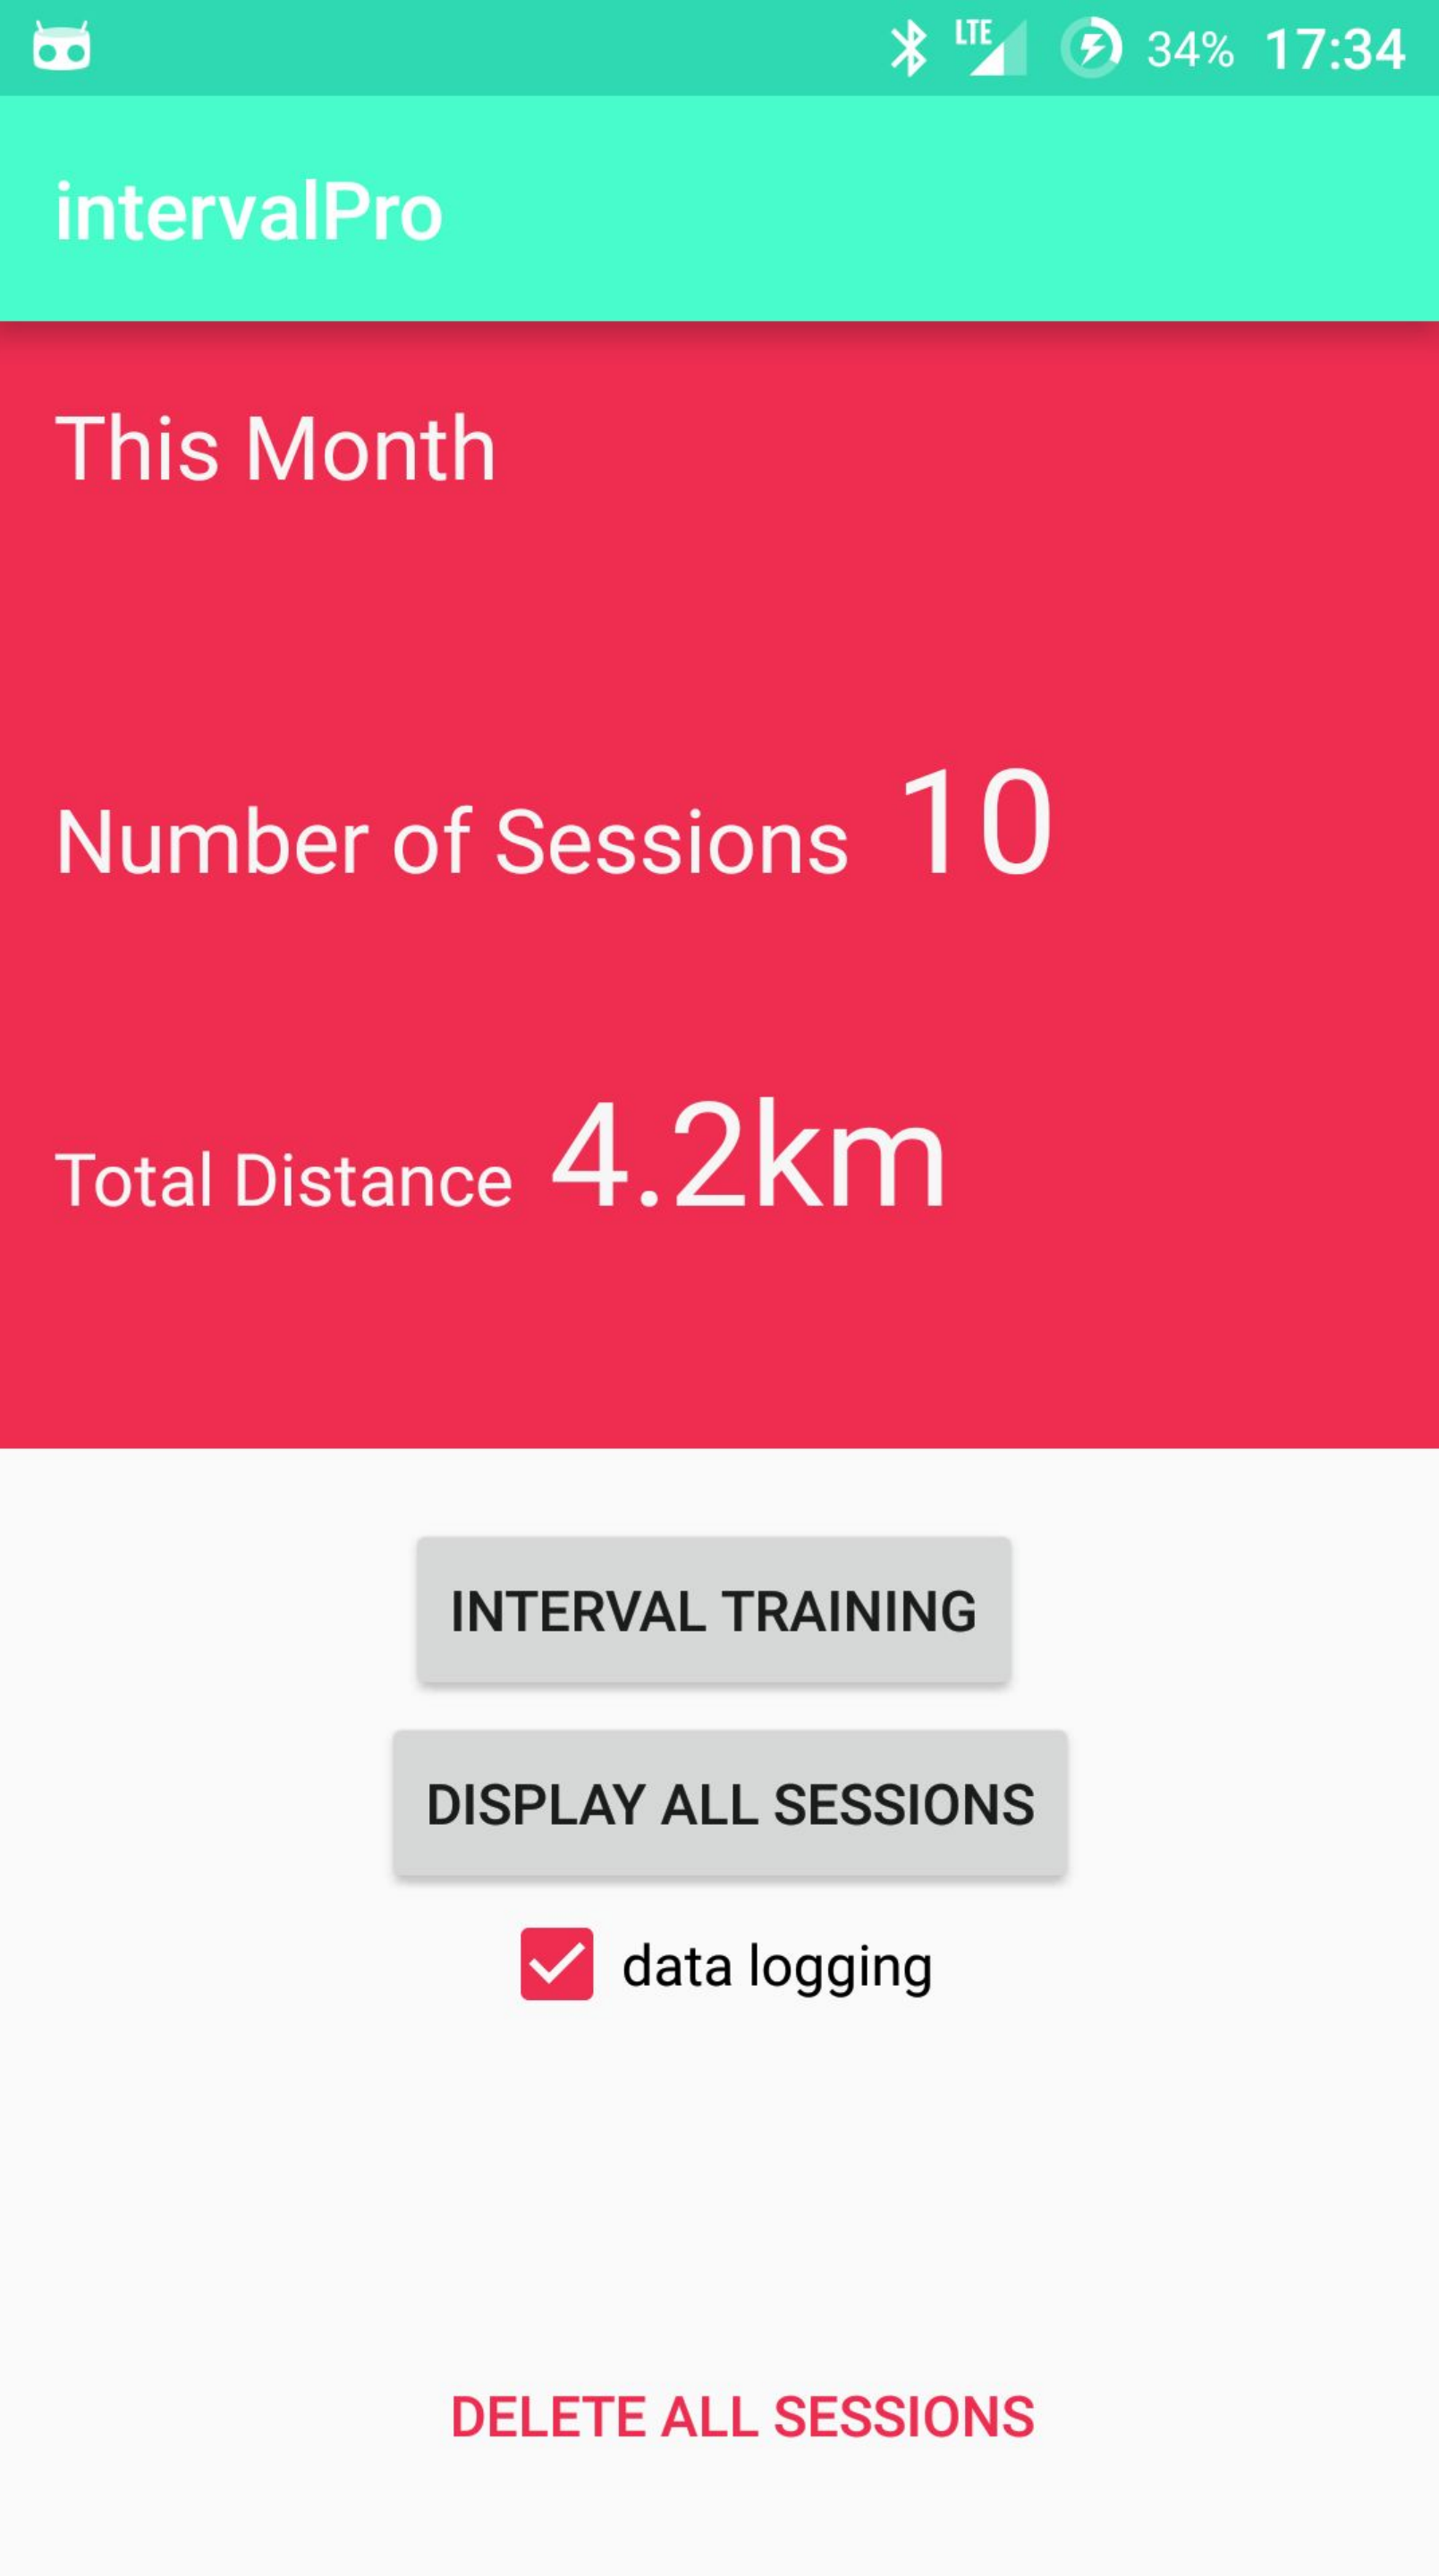 LTE 34% 17:34
intervalPro
This Month
Number of Sessions 10
Total Distance 4.2km
INTERVAL TRAINING
DISPLAY ALL SESSIONS
data logging
DELETE ALL SESSIONS